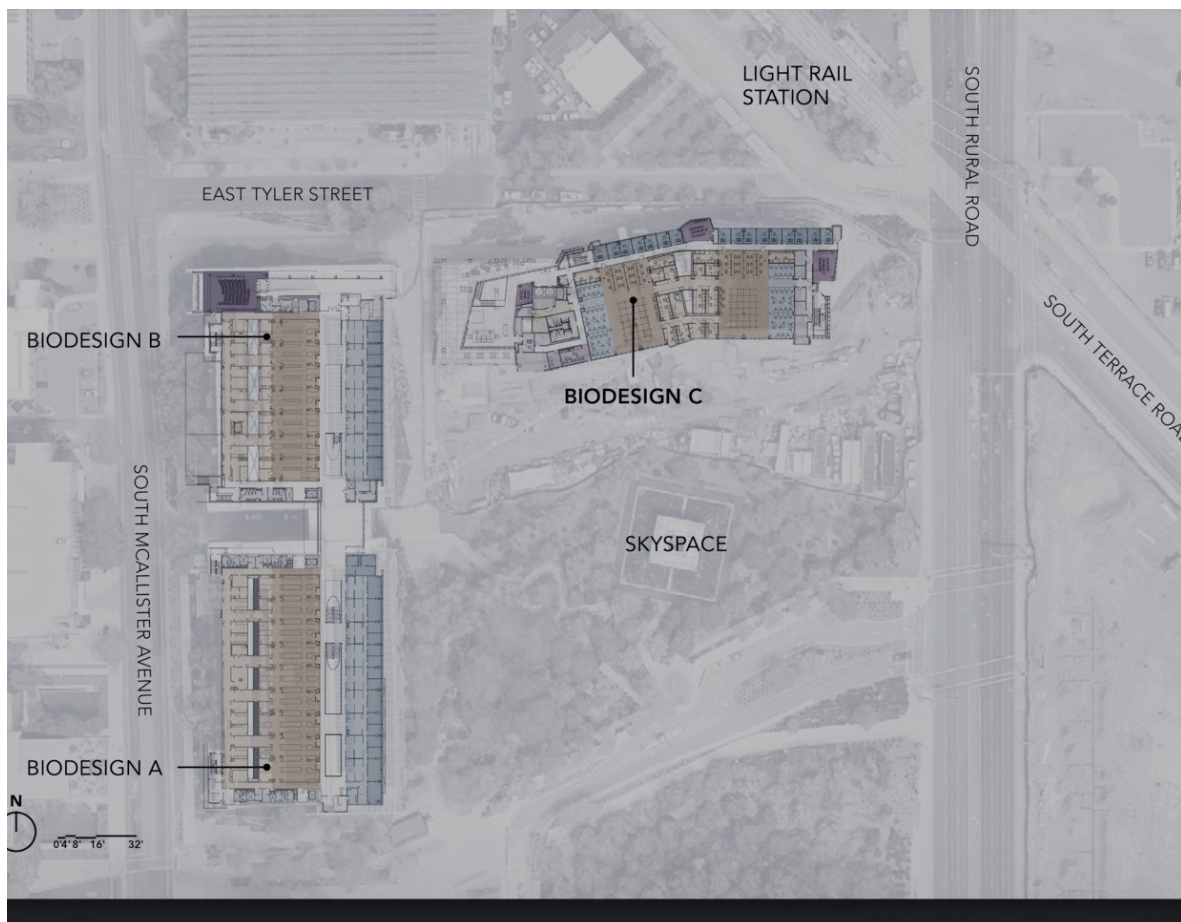 LIGHT RAIL
STATION
SOUTH RURAL ROAD
EAST TYLER STREET
SOUTH TERRACE ROAD
BIODESIGN B
BIODESIGN C
SOUTH MCALLISTER AVENUE
SKYSPACE
BIODESIGN A
N
0'4'8' 16' 32'